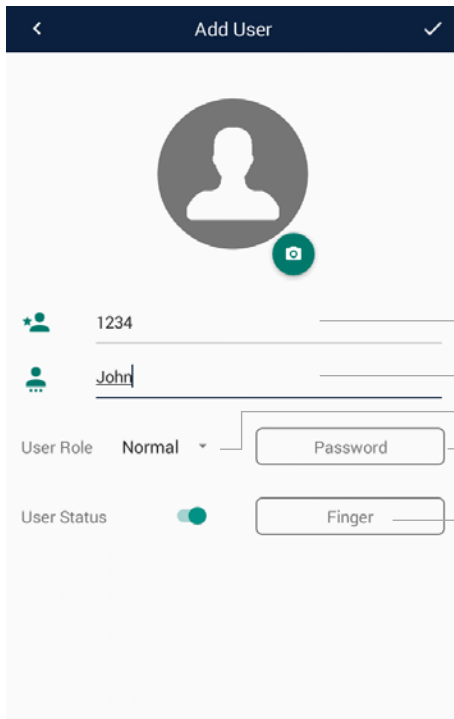 Add User
1234
John
User Role Normal Password
User Status Finger